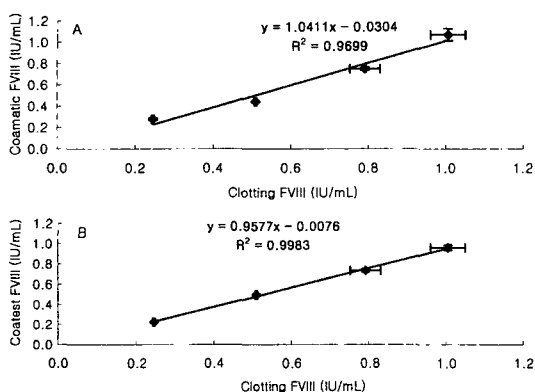 A
y = 1.0411x − 0.0304
R² = 0.9699
Coamatic FVIII (IU/mL)
1.2
1.0
0.8
0.6
0.4
0.2
0.0
0.0 0.2 0.4 0.6 0.8 1.0 1.2
Clotting FVIII (IU/mL)
B
y = 0.9577x − 0.0076
R² = 0.9983
Coatest FVIII (IU/mL)
1.2
1.0
0.8
0.6
0.4
0.2
0.0
0.0 0.2 0.4 0.6 0.8 1.0 1.2
Clotting FVIII (IU/mL)